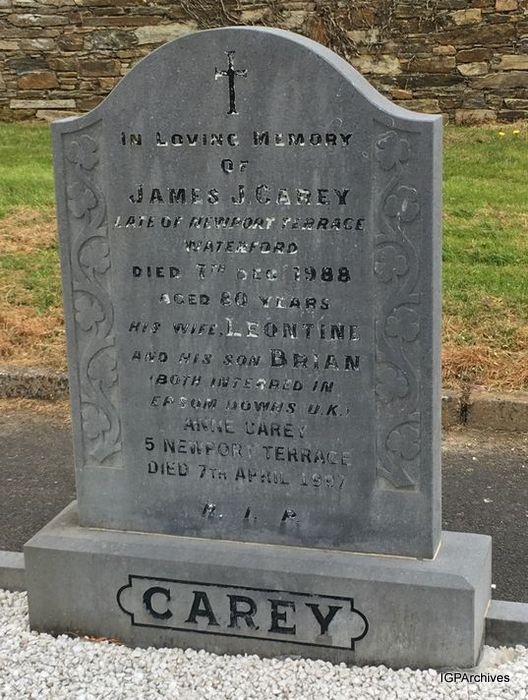 IN LOVING MEMORY
OF
JAMES J. CAREY
LATE OF NEWPORT TERRACE
WATERFORD
DIED 7TH DEC 1988
AGED 80 YEARS
HIS WIFE, LEONTINE
AND HIS SON BRIAN
(BOTH INTERRED IN
EPSOM DOWNS U.K.)
ANNE CAREY
5 NEWPORT TERRACE
DIED 7TH APRIL
R. I. P.
CAREY
IGPArchives